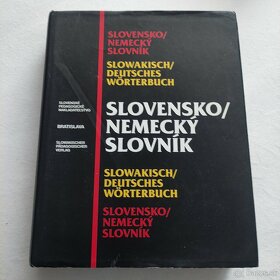 SLOVENSKO/
NEMECKÝ
SLOVNÍK
SLOWAKISCH/
DEUTSCHES
WÖRTERBUCH
SLOVENSKÉ
PEDAGOGICKÉ
NAKLADATEĽSTVO
BRATISLAVA
SLOWAKISCHER
PÄDAGOGISCHER
VERLAG
SLOVENSKO/
NEMECKÝ
SLOVNÍK
SLOWAKISCH/
DEUTSCHES
WÖRTERBUCH
SLOVENSKO/
NEMECKÝ
SLOVNÍK